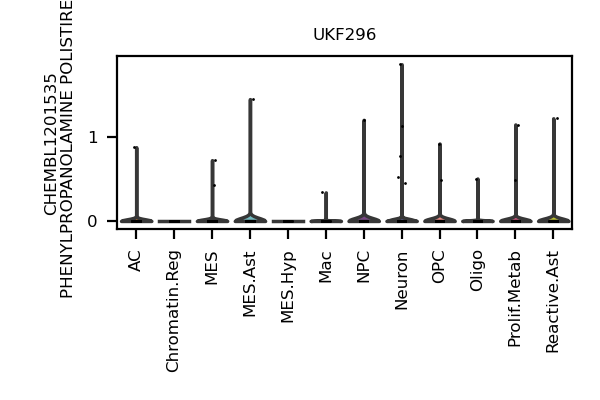 UKF296
CHEMBL1201535
PHENYLPROPANOLAMINE POLISTIRE
1
0
AC
Chromatin.Reg
MES
MES.Ast
MES.Hyp
Mac
NPC
Neuron
OPC
Oligo
Prolif.Metab
Reactive.Ast